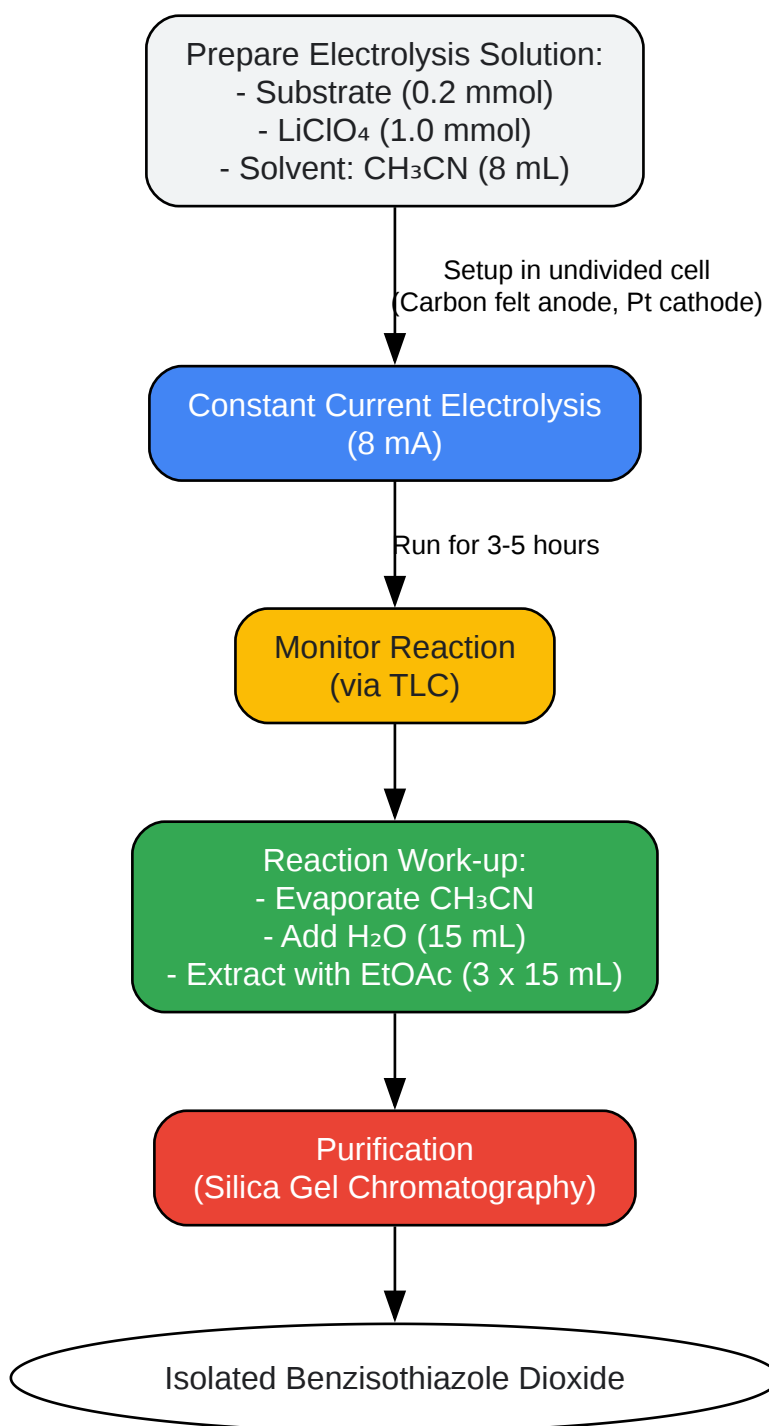 Prepare Electrolysis Solution:
- Substrate (0.2 mmol)
- LiClO₄ (1.0 mmol)
- Solvent: CH₃CN (8 mL)
Setup in undivided cell
(Carbon felt anode, Pt cathode)
Constant Current Electrolysis
(8 mA)
Run for 3-5 hours
Monitor Reaction
(via TLC)
Reaction Work-up:
- Evaporate CH₃CN
- Add H₂O (15 mL)
- Extract with EtOAc (3 x 15 mL)
Purification
(Silica Gel Chromatography)
Isolated Benzisothiazole Dioxide